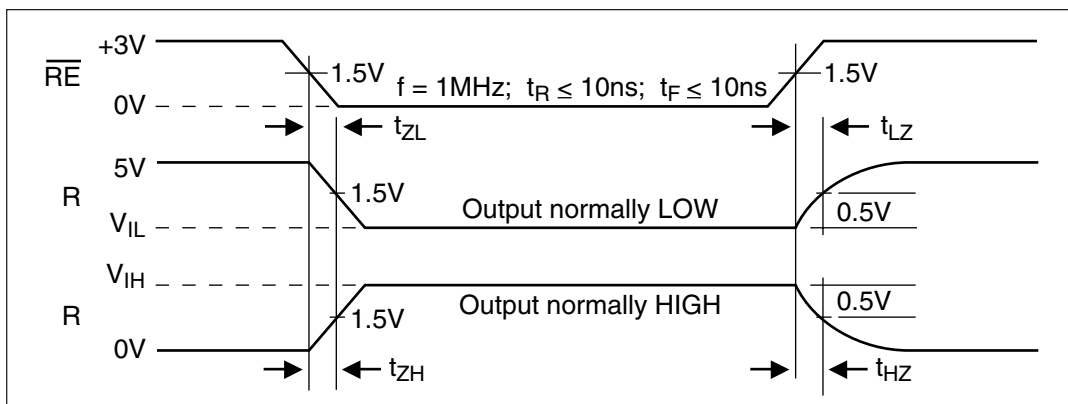 +3V
RE
1.5V
f = 1MHz; tR ≤ 10ns; tF ≤ 10ns
1.5V
0V
tZL
tLZ
5V
R
1.5V
Output normally LOW
0.5V
VIL
VIH
R
1.5V
Output normally HIGH
0.5V
0V
tZH
tHZ